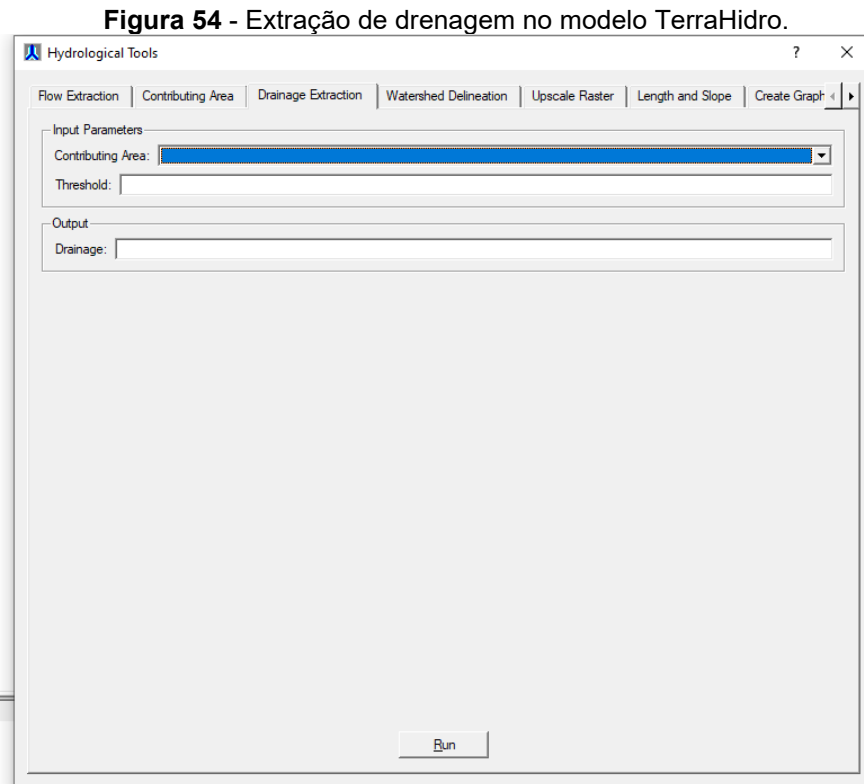 Figura 54 - Extração de drenagem no modelo TerraHidro.
Hydrological Tools
Flow Extraction Contributing Area Drainage Extraction Watershed Delineation Upscale Raster Length and Slope Create Graph
Input Parameters
Contributing Area:
Threshold:
Output
Drainage:
Run